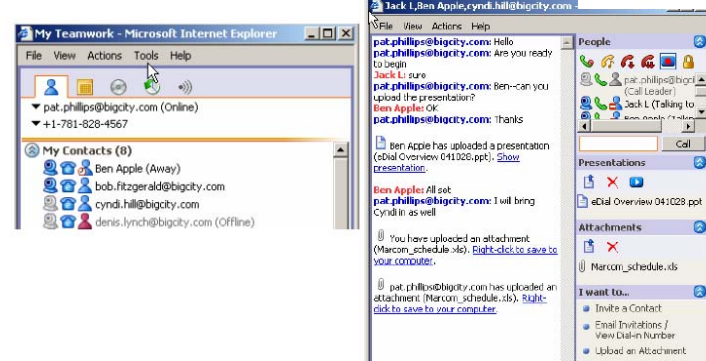 My Teamwork - Microsoft Internet Explorer
File View Actions Tools Help
pat.phillips@bigcity.com (Online)
+1-781-828-4567
My Contacts (8)
Ben Apple (Away)
bob.fitzgerald@bigcity.com
cyndi.hill@bigcity.com
denis.lynch@bigcity.com (Offline)
Jack L,Ben Apple,cyndi.hill@bigcity.com -
File View Actions Help
pat.phillips@bigcity.com: Hello
pat.phillips@bigcity.com: Are you ready
to begin
Jack L: sure
pat.phillips@bigcity.com: Ben--can you
upload the presentation?
Ben Apple: OK
pat.phillips@bigcity.com: Thanks
Ben Apple has uploaded a presentation
(eDial Overview 041028.ppt). Show
presentation.
Ben Apple: All set
pat.phillips@bigcity.com: I will bring
Cyndi in as well
You have uploaded an attachment
(Marcom_schedule.xls). Right-click to save to
your computer.
pat.phillips@bigcity.com has uploaded an
attachment (Marcom_schedule.xls). Right-
click to save to your computer.
People
pat.phillips@bigci
(Call Leader)
Jack L (Talking to
Ben Apple (Talkin
Call
Presentations
eDial Overview 041028.ppt
Attachments
Marcom_schedule.xls
I want to...
Invite a Contact
Email Invitations /
View Dial-in Number
Upload an Attachment